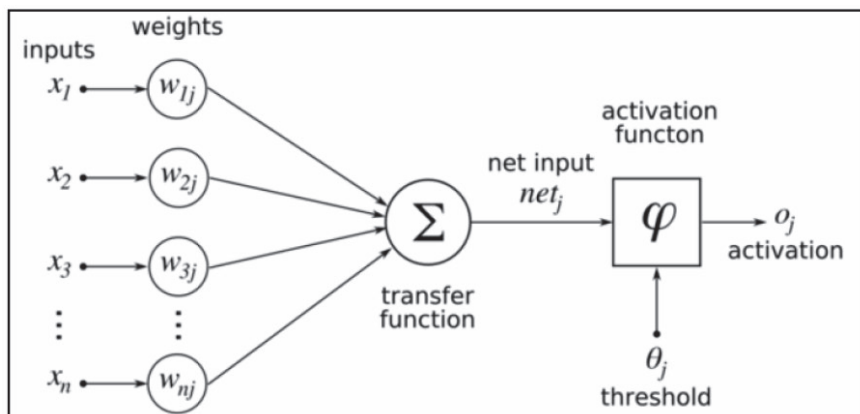 weights
inputs
x₁ w₁ⱼ
activation
functon
x₂ w₂ⱼ
net input
netⱼ
Σ
φ
oⱼ
activation
x₃ w₃ⱼ
transfer
function
⋮ ⋮
xₙ wₙⱼ
θⱼ
threshold